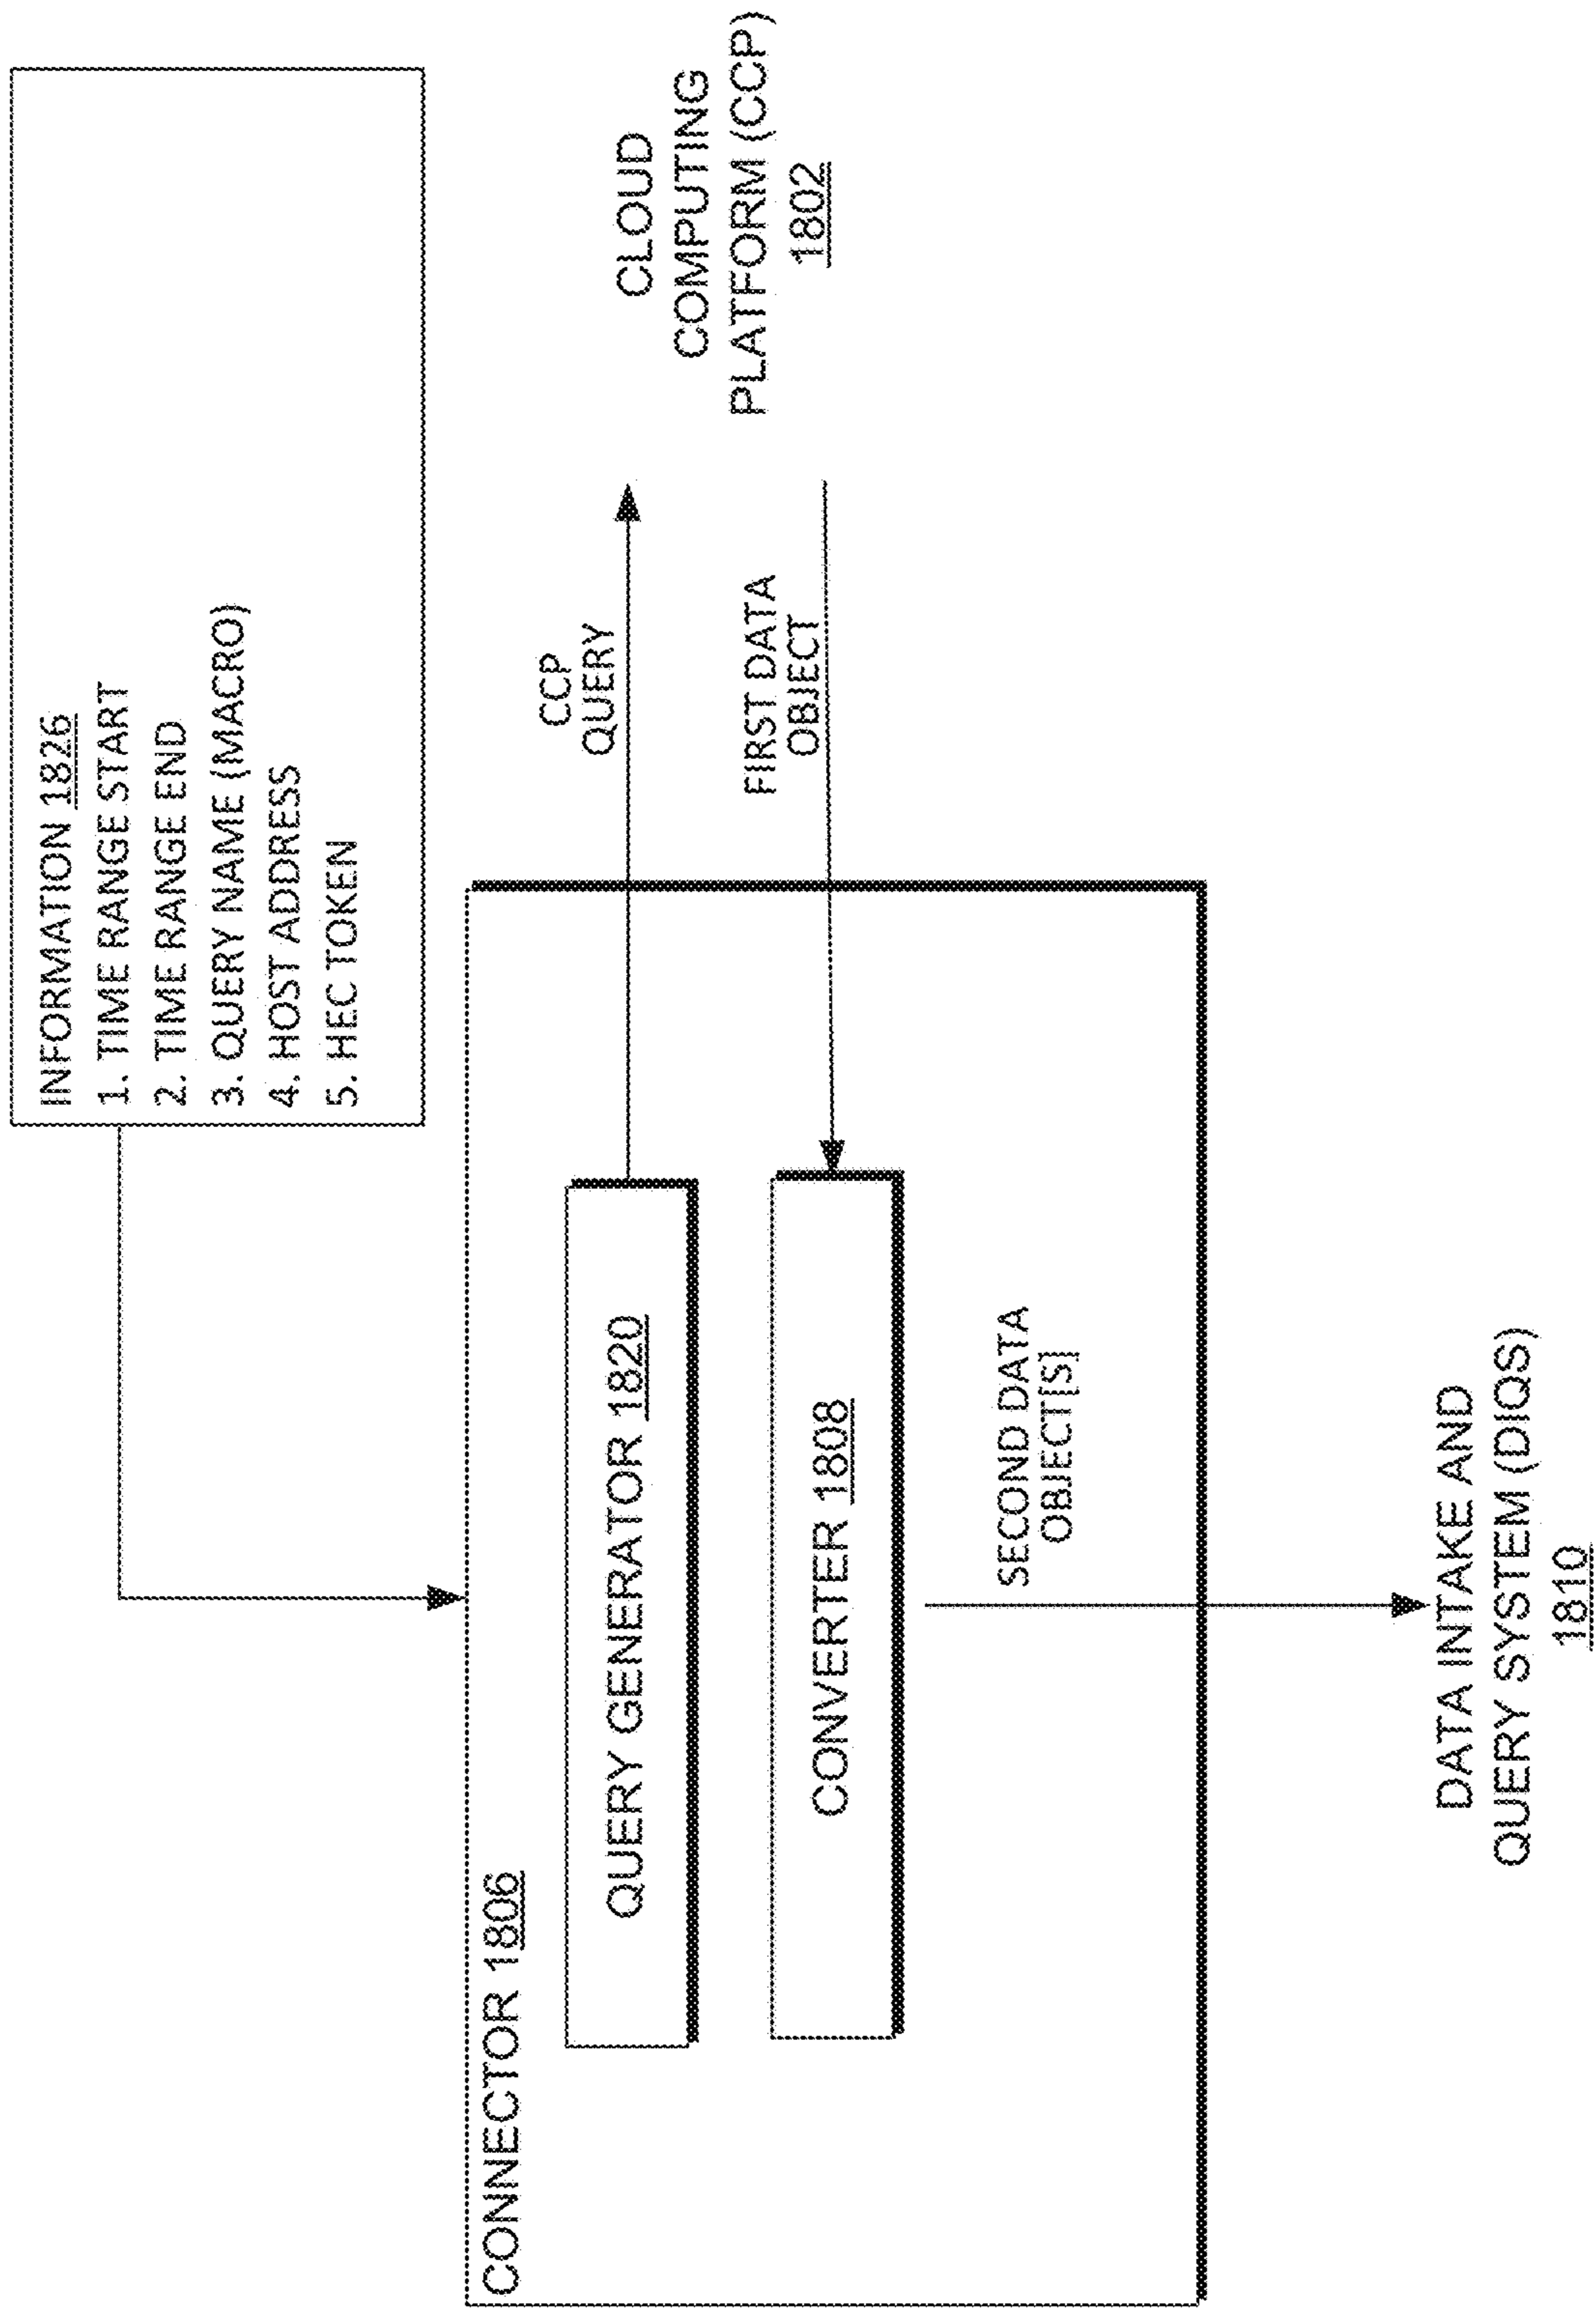 INFORMATION 1826
1. TIME RANGE START
2. TIME RANGE END
3. QUERY NAME (MACRO)
4. HOST ADDRESS
5. HEC TOKEN
CONNECTOR 1806
QUERY GENERATOR 1820
CCP
QUERY
CLOUD
COMPUTING
PLATFORM (CCP)
1802
CONVERTER 1808
FIRST DATA
OBJECT
SECOND DATA
OBJECT[S]
DATA INTAKE AND
QUERY SYSTEM (DIQS)
1810